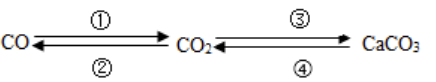 ① ③
CO CO₂ CaCO₃
② ④